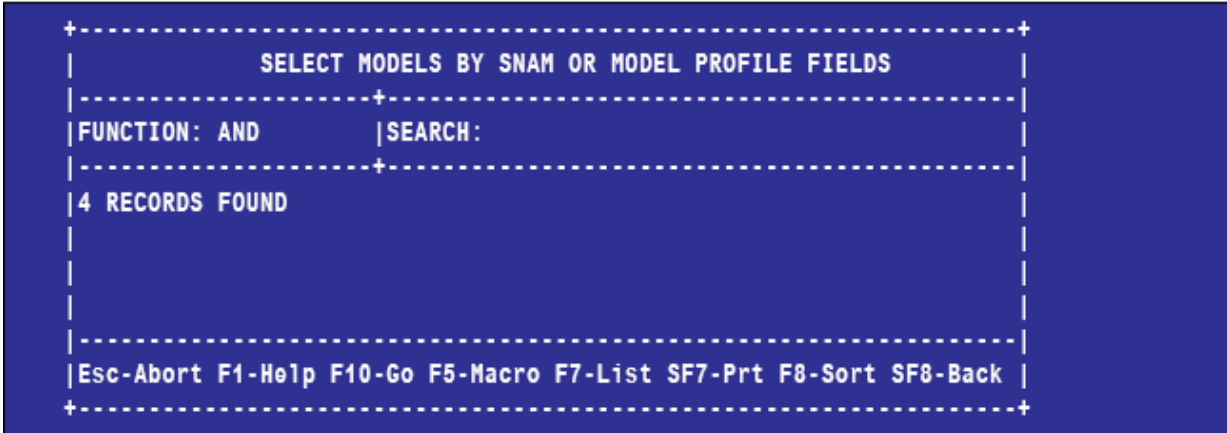 SELECT MODELS BY SNAM OR MODEL PROFILE FIELDS
FUNCTION: AND |SEARCH:
4 RECORDS FOUND
Esc-Abort F1-Help F10-Go F5-Macro F7-List SF7-Prt F8-Sort SF8-Back